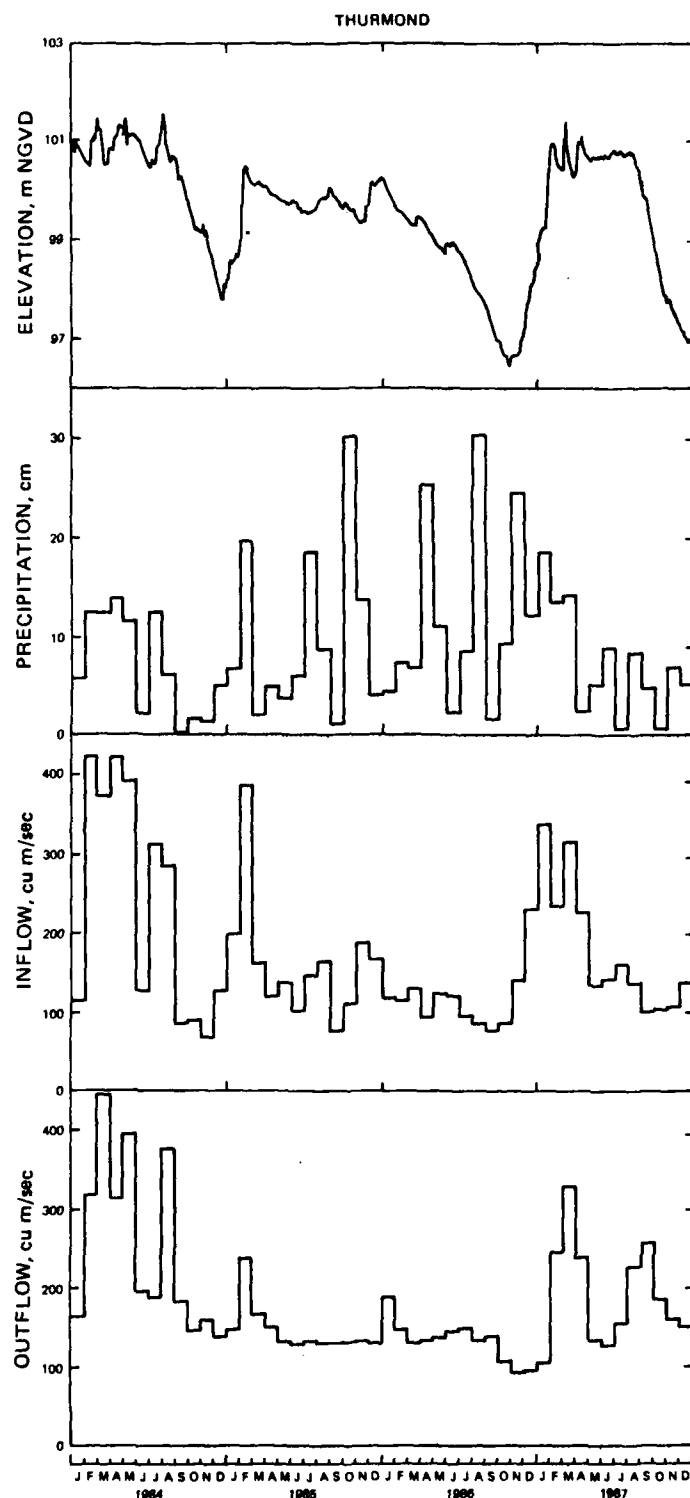 THURMOND
ELEVATION, m NGVD
103
101
99
97
PRECIPITATION, cm
30
20
10
0
INFLOW, cu m/sec
400
300
200
100
0
OUTFLOW, cu m/sec
400
300
200
100
0
J F M A M J J A S O N D J F M A M J J A S O N D J F M A M J J A S O N D J F M A M J J A S O N D
1984 1985 1986 1987